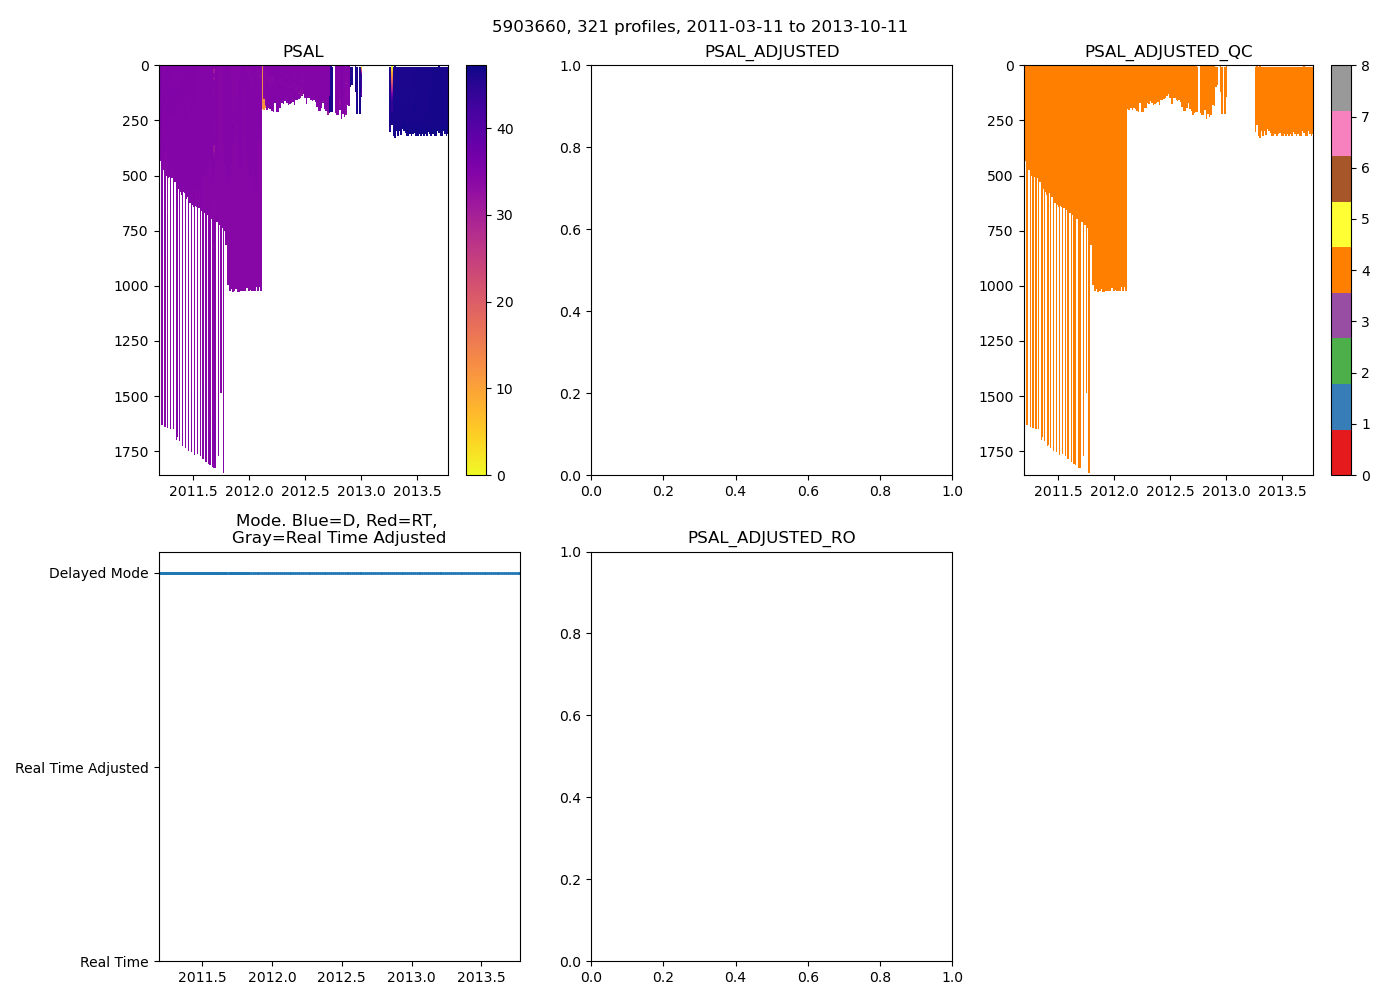 5903660, 321 profiles, 2011-03-11 to 2013-10-11
PSAL
0
250
500
750
1000
1250
1500
1750
2011.5 2012.0 2012.5 2013.0 2013.5
40
30
20
10
0
PSAL_ADJUSTED
1.0
0.8
0.6
0.4
0.2
0.0
0.0 0.2 0.4 0.6 0.8 1.0
PSAL_ADJUSTED_QC
0
250
500
750
1000
1250
1500
1750
2011.5 2012.0 2012.5 2013.0 2013.5
8
7
6
5
4
3
2
1
0
Mode. Blue=D, Red=RT,
Gray=Real Time Adjusted
Delayed Mode
Real Time Adjusted
Real Time
2011.5 2012.0 2012.5 2013.0 2013.5
PSAL_ADJUSTED_RO
1.0
0.8
0.6
0.4
0.2
0.0
0.0 0.2 0.4 0.6 0.8 1.0